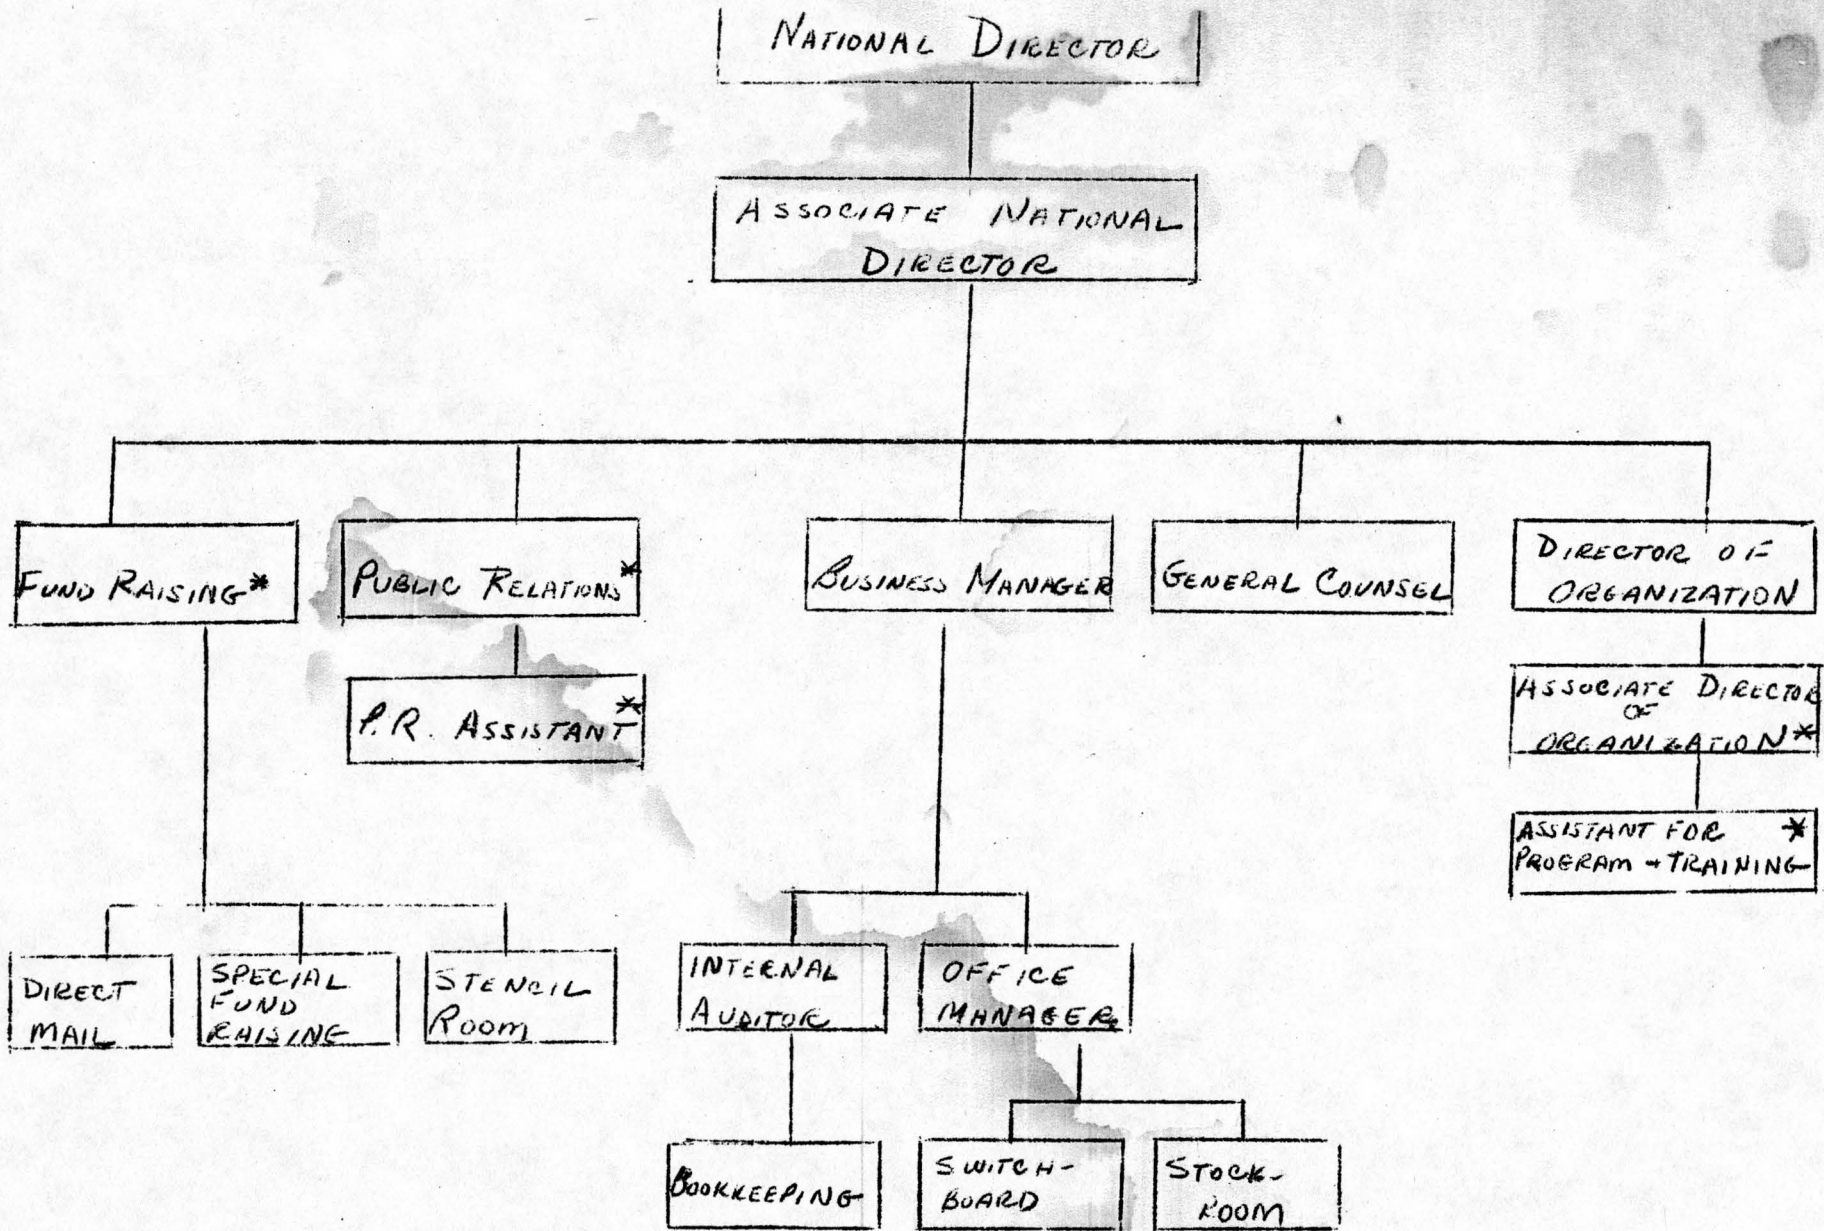 NATIONAL DIRECTOR
ASSOCIATE NATIONAL
DIRECTOR
FUND RAISING*
PUBLIC RELATIONS*
BUSINESS MANAGER
GENERAL COUNSEL
DIRECTOR OF
ORGANIZATION
P.R. ASSISTANT*
ASSOCIATE DIRECTOR
OF
ORGANIZATION*
ASSISTANT FOR *
PROGRAM + TRAINING
DIRECT
MAIL
SPECIAL
FUND
RAISING
STENCIL
ROOM
INTERNAL
AUDITOR
OFFICE
MANAGER
BOOKKEEPING
SWITCH-
BOARD
STOCK-
ROOM